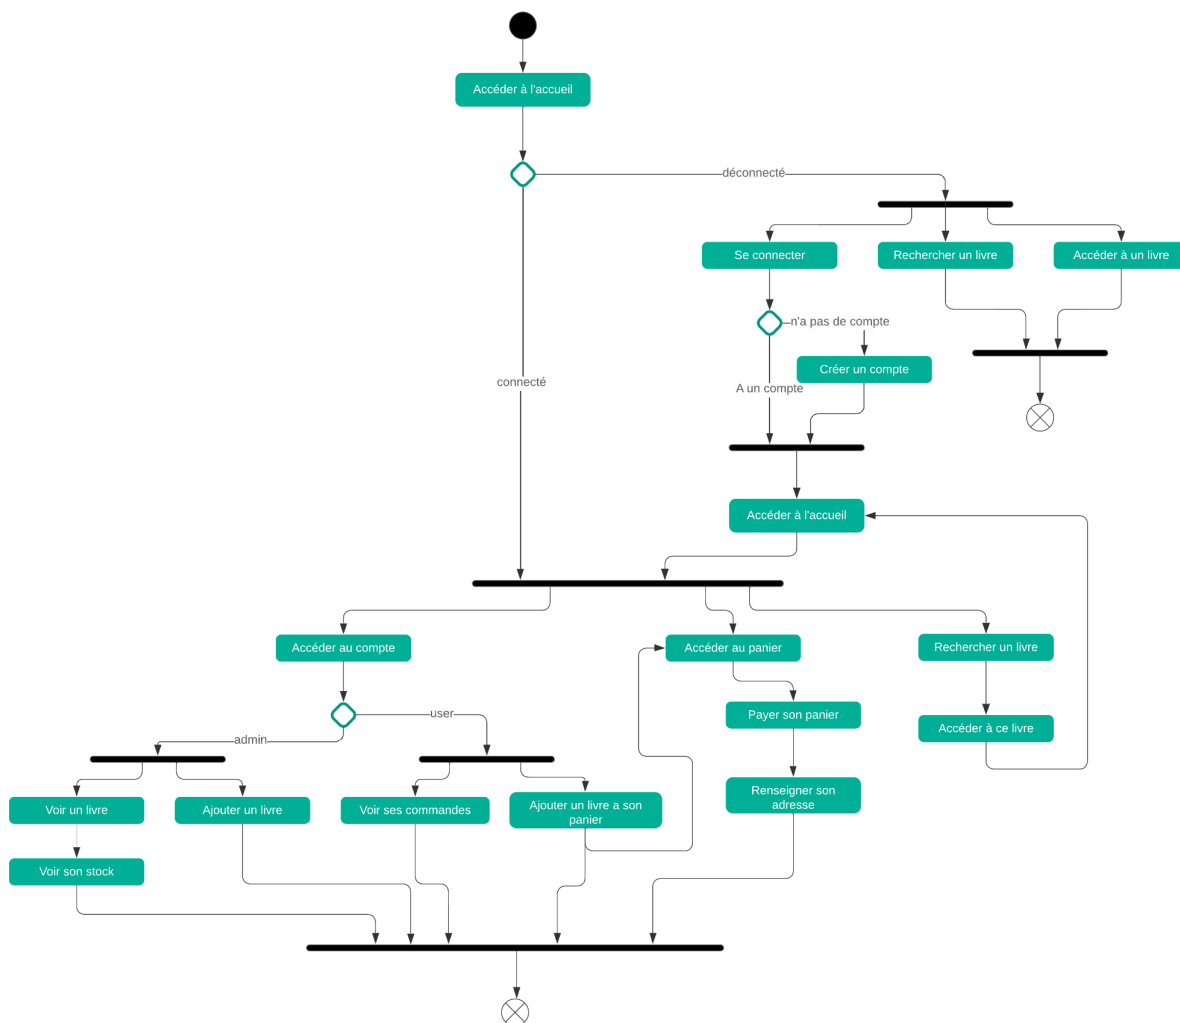 Accéder à l'accueil
déconnecté
Se connecter
Rechercher un livre
Accéder à un livre
n'a pas de compte
Créer un compte
connecté
A un compte
Accéder à l'accueil
Accéder au compte
Accéder au panier
Rechercher un livre
user
Payer son panier
Accéder à ce livre
admin
Voir un livre
Ajouter un livre
Voir ses commandes
Ajouter un livre a son
panier
Renseigner son
adresse
Voir son stock